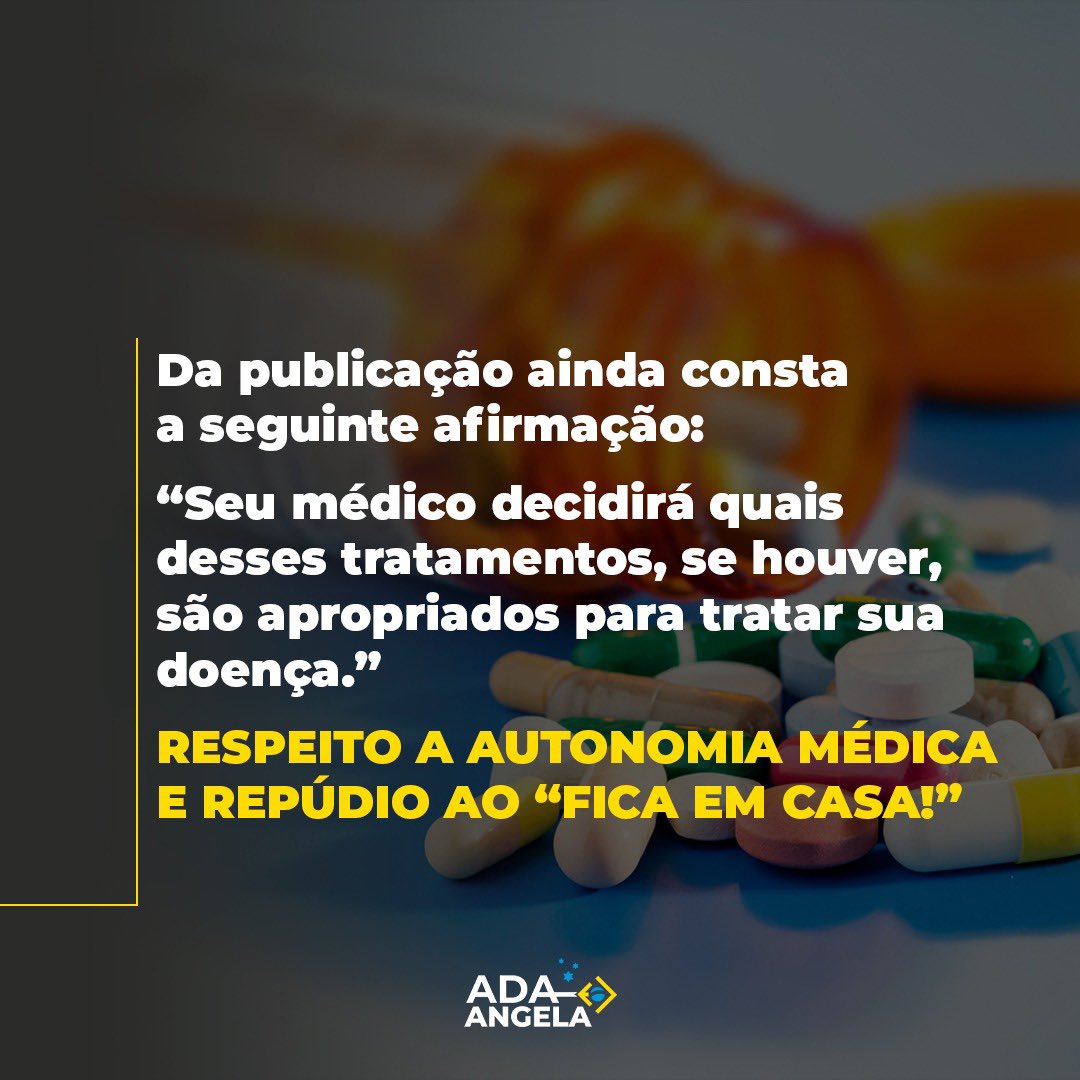 Da publicação ainda consta
a seguinte afirmação:
“Seu médico decidirá quais
desses tratamentos, se houver,
são apropriados para tratar sua
doença.”
RESPEITO A AUTONOMIA MÉDICA
E REPÚDIO AO “FICA EM CASA!”
ADA
ANGELA